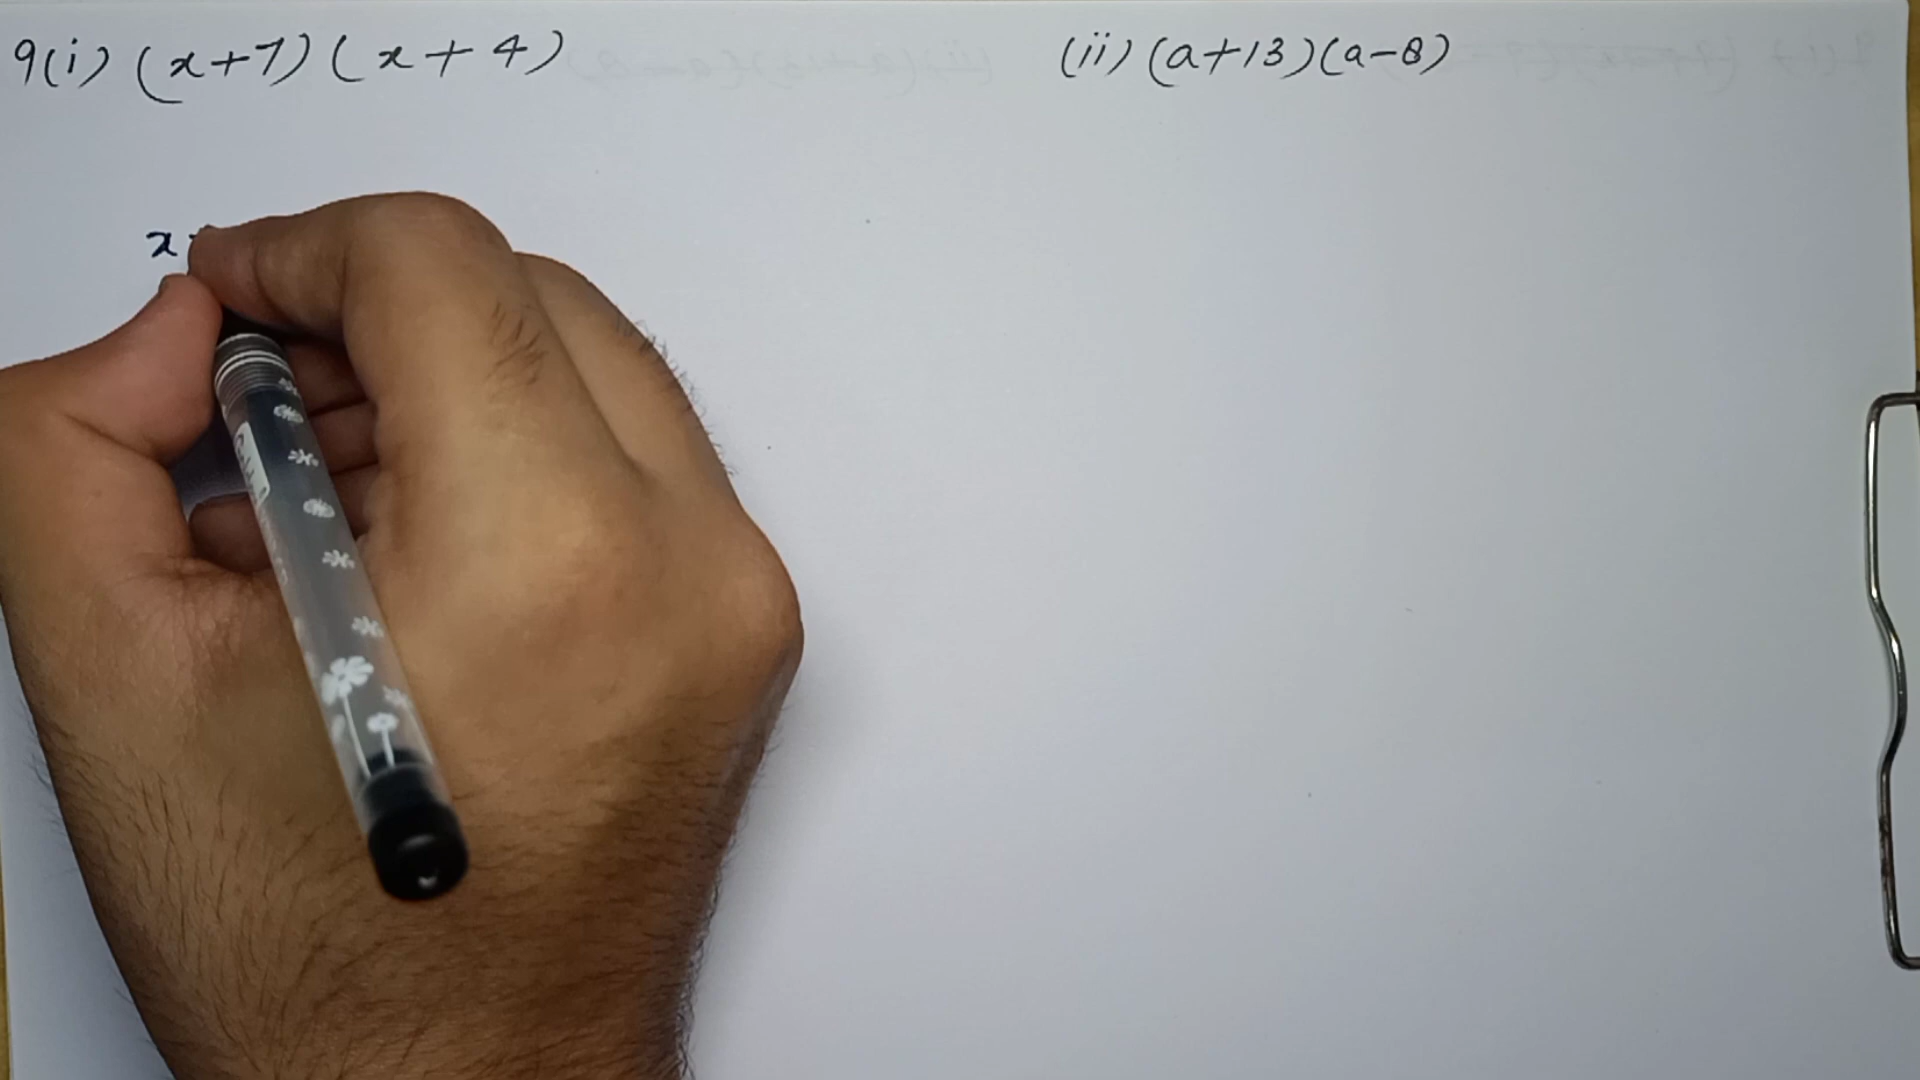 9(i) (x+7)(x+4)
(ii) (a+13)(a-8)
x